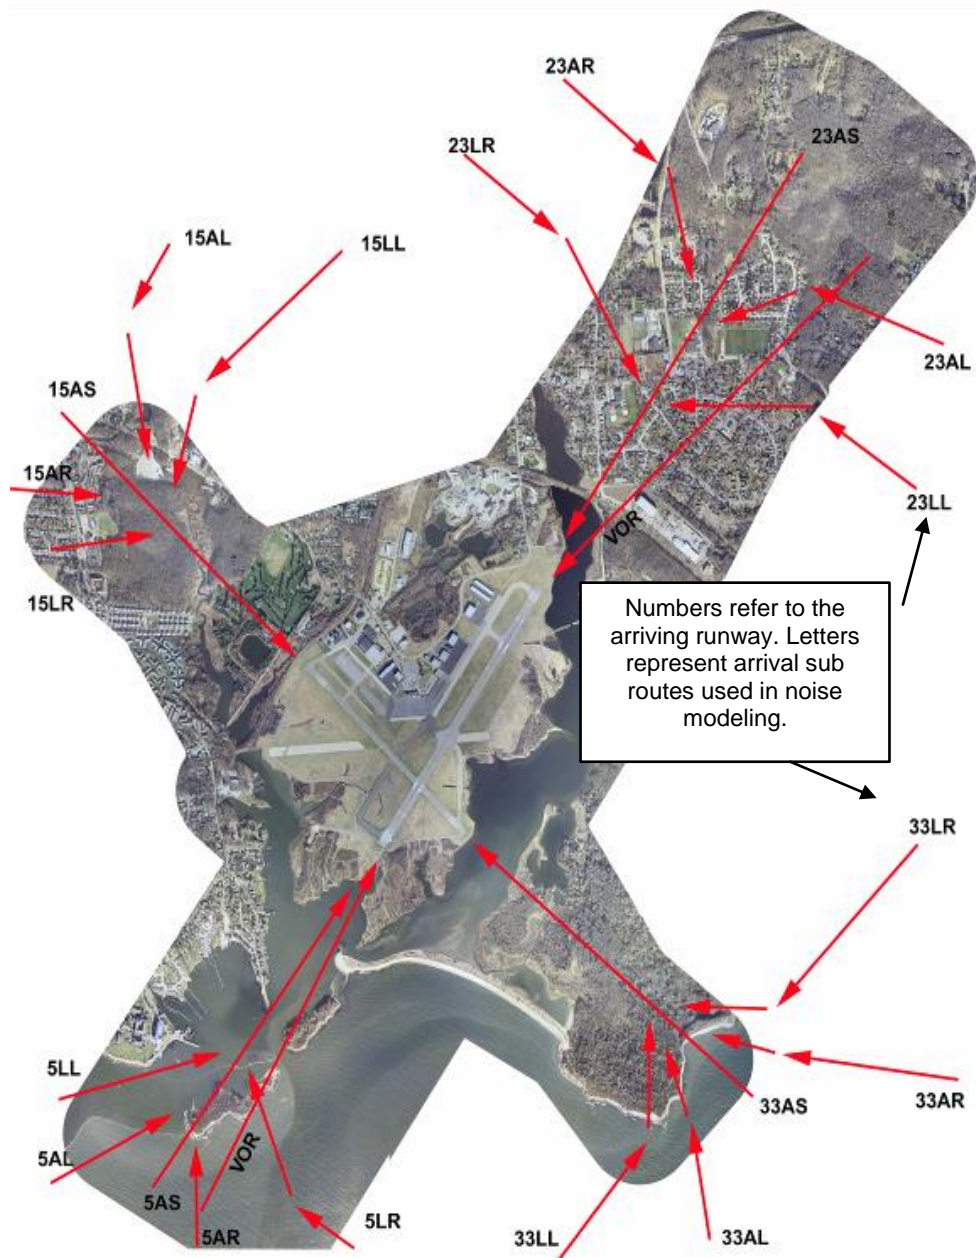 23AR
23AS
23LR
15AL
15LL
23AL
15AS
15AR
23LL
VOR
15LR
Numbers refer to the
arriving runway. Letters
represent arrival sub
routes used in noise
modeling.
33LR
5LL
33AS
33AR
5AL
VOR
5AS
5AR
5LR
33LL
33AL